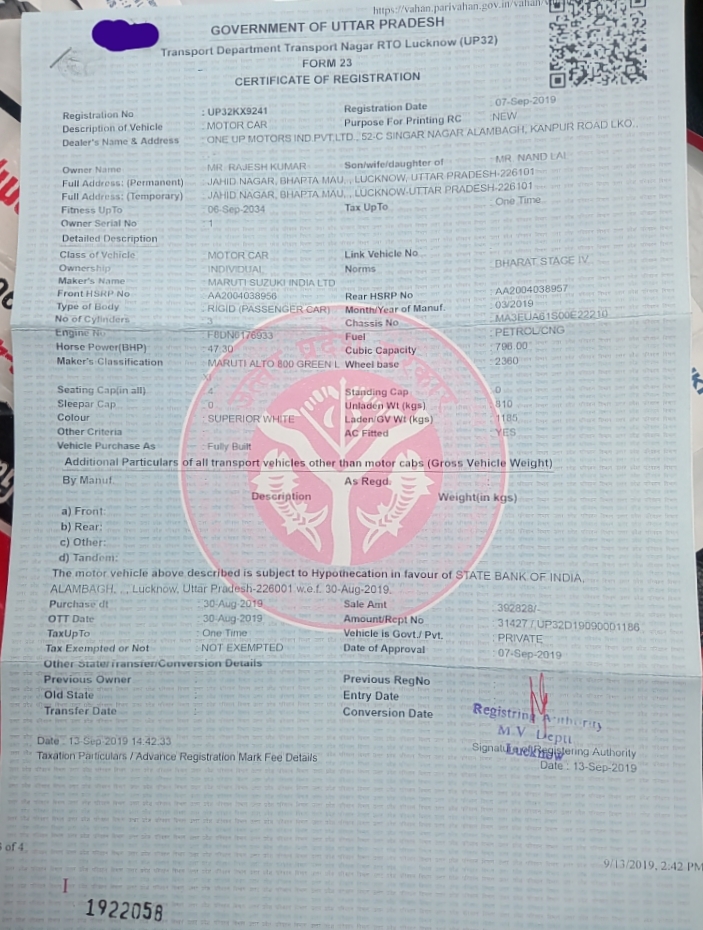 https://vahan.parivahan.gov.in/vahan/
GOVERNMENT OF UTTAR PRADESH
Transport Department Transport Nagar RTO Lucknow (UP32)
FORM 23
CERTIFICATE OF REGISTRATION
Registration No : UP32KX9241 Registration Date : 07-Sep-2019
Description of Vehicle : MOTOR CAR Purpose For Printing RC : NEW
Dealer's Name & Address : ONE UP MOTORS IND.PVT.LTD., 52-C SINGAR NAGAR ALAMBAGH, KANPUR ROAD LKO.,
Owner Name : MR. RAJESH KUMAR Son/wife/daughter of : MR. NAND LAL
Full Address: (Permanent) : JAHID NAGAR, BHAPTA MAU, , LUCKNOW, UTTAR PRADESH-226101
Full Address: (Temporary) : JAHID NAGAR, BHAPTA MAU, , LUCKNOW-UTTAR PRADESH-226101
Fitness UpTo : 06-Sep-2034 Tax UpTo : One Time
Owner Serial No : 1
Detailed Description
Class of Vehicle : MOTOR CAR Link Vehicle No
Ownership : INDIVIDUAL Norms : BHARAT STAGE IV
Maker's Name : MARUTI SUZUKI INDIA LTD
Front HSRP No : AA2004038956 Rear HSRP No : AA2004038957
Type of Body : RIGID (PASSENGER CAR) Month/Year of Manuf. : 03/2019
No of Cylinders : 3 Chassis No : MA3EUA61S00E22210
Engine No : F8DN6176933 Fuel : PETROL/CNG
Horse Power(BHP) : 47.30 Cubic Capacity : 796.00
Maker's Classification : MARUTI ALTO 800 GREEN L Wheel base : 2360
Seating Cap(in all) : 4 Standing Cap : 0
Sleepar Cap : 0 Unladen Wt (kgs) : 810
Colour : SUPERIOR WHITE Laden/GV Wt (kgs) : 1185
Other Criteria AC Fitted : YES
Vehicle Purchase As : Fully Built
Additional Particulars of all transport vehicles other than motor cabs (Gross Vehicle Weight)
By Manuf. As Regd.
Description Weight(in kgs)
a) Front:
b) Rear:
c) Other:
d) Tandem:
The motor vehicle above described is subject to Hypothecation in favour of STATE BANK OF INDIA,
ALAMBAGH, , , Lucknow, Uttar Pradesh-226001 w.e.f. 30-Aug-2019.
Purchase dt : 30-Aug-2019 Sale Amt : 392828/-
OTT Date : 30-Aug-2019 Amount/Rcpt No : 31427 / UP32D19090001186
TaxUpTo : One Time Vehicle is Govt./ Pvt. : PRIVATE
Tax Exempted or Not : NOT EXEMPTED Date of Approval : 07-Sep-2019
Other State/Transfer/Conversion Details
Previous Owner : Previous RegNo
Old State : Entry Date
Transfer Date : Conversion Date
Registring Authority
M.V. Deptt
Lucknow
Date : 13-Sep-2019 14:42:33
Signature of Registering Authority
Taxation Particulars / Advance Registration Mark Fee Details
Date : 13-Sep-2019
of 4
9/13/2019, 2:42 PM
I
1922058